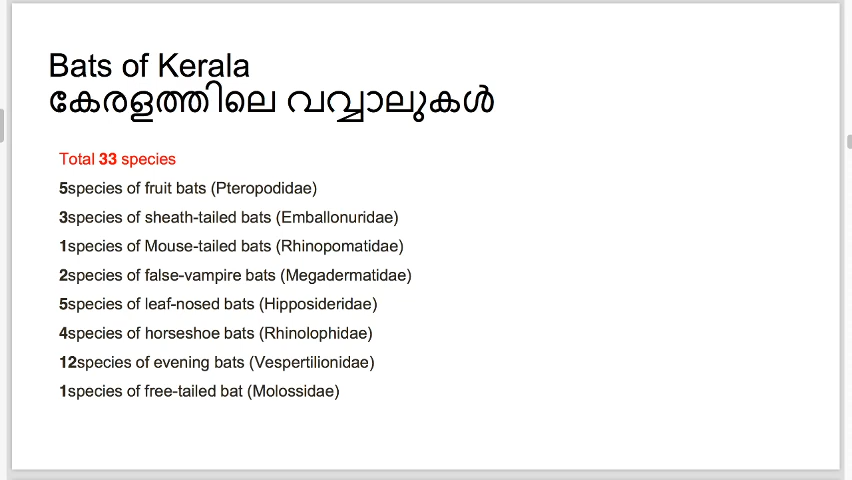 Bats of Kerala
കേരളത്തിലെ വവ്വാലുകൾ
Total 33 species
5species of fruit bats (Pteropodidae)
3species of sheath-tailed bats (Emballonuridae)
1species of Mouse-tailed bats (Rhinopomatidae)
2species of false-vampire bats (Megadermatidae)
5species of leaf-nosed bats (Hipposideridae)
4species of horseshoe bats (Rhinolophidae)
12species of evening bats (Vespertilionidae)
1species of free-tailed bat (Molossidae)